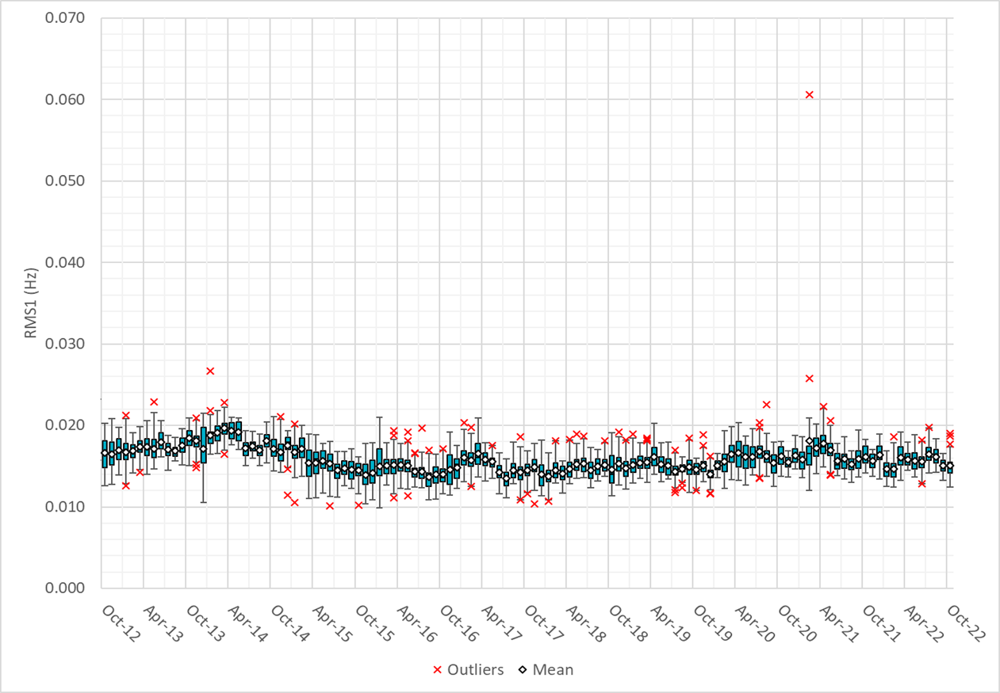 0.070
0.060
0.050
0.040
0.030
0.020
0.010
0.000
RMS1 (Hz)
Oct-12 Apr-13 Oct-13 Apr-14 Oct-14 Apr-15 Oct-15 Apr-16 Oct-16 Apr-17 Oct-17 Apr-18 Oct-18 Apr-19 Oct-19 Apr-20 Oct-20 Apr-21 Oct-21 Apr-22 Oct-22
Outliers Mean